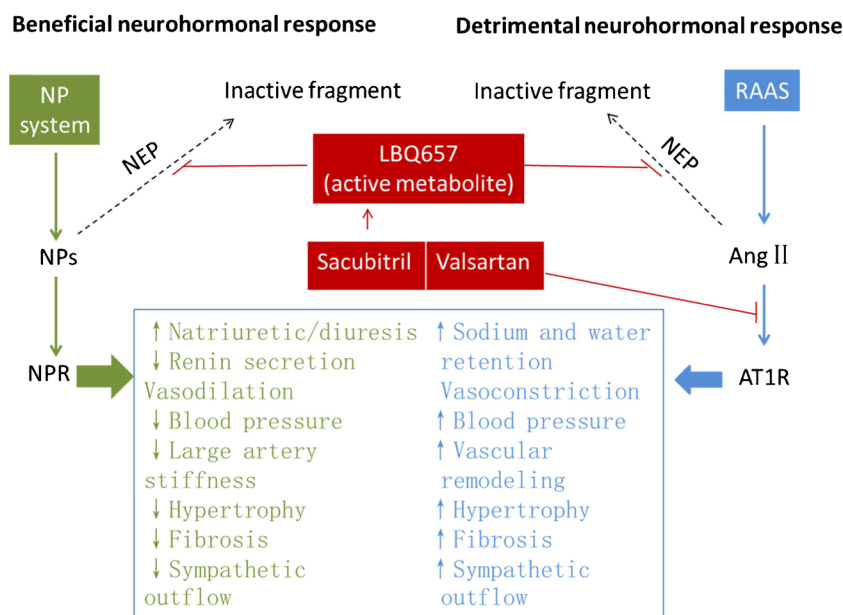 Beneficial neurohormonal response
Detrimental neurohormonal response
NP
system
Inactive fragment
Inactive fragment
RAAS
NEP
LBQ657
(active metabolite)
NEP
NPs
Sacubitril
Valsartan
Ang Ⅱ
NPR
AT1R
↑ Natriuretic/diuresis
↓ Renin secretion
Vasodilation
↓ Blood pressure
↓ Large artery
stiffness
↓ Hypertrophy
↓ Fibrosis
↓ Sympathetic
outflow
↑ Sodium and water
retention
Vasoconstriction
↑ Blood pressure
↑ Vascular
remodeling
↑ Hypertrophy
↑ Fibrosis
↑ Sympathetic
outflow